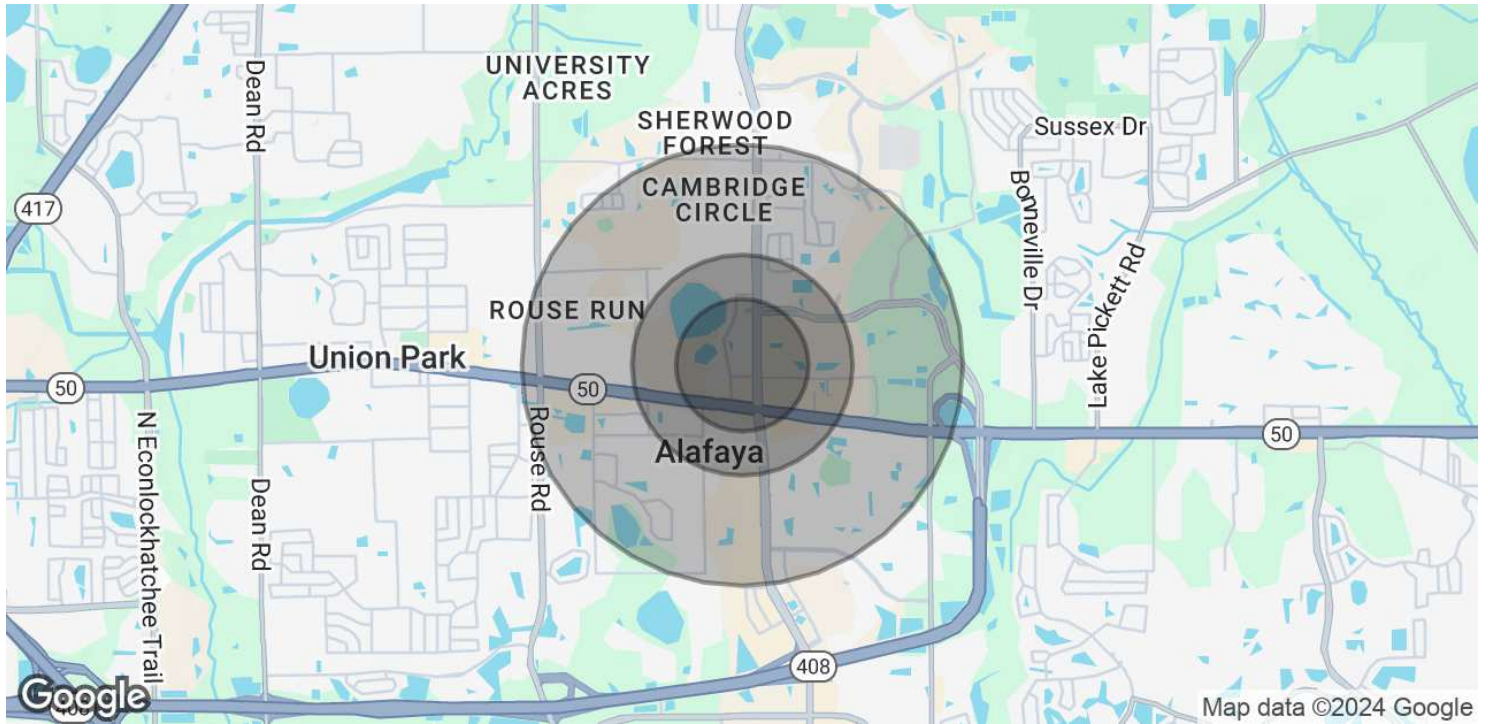 UNIVERSITY
ACRES
Dean Rd
SHERWOOD
FOREST
Sussex Dr
CAMBRIDGE
CIRCLE
Bonneville Dr
417
Lake Pickett Rd
ROUSE RUN
Union Park
50
50
50
Rouse Rd
N Econlockhatchee Trail
Alafaya
Dean Rd
408
408
Google
Map data ©2024 Google